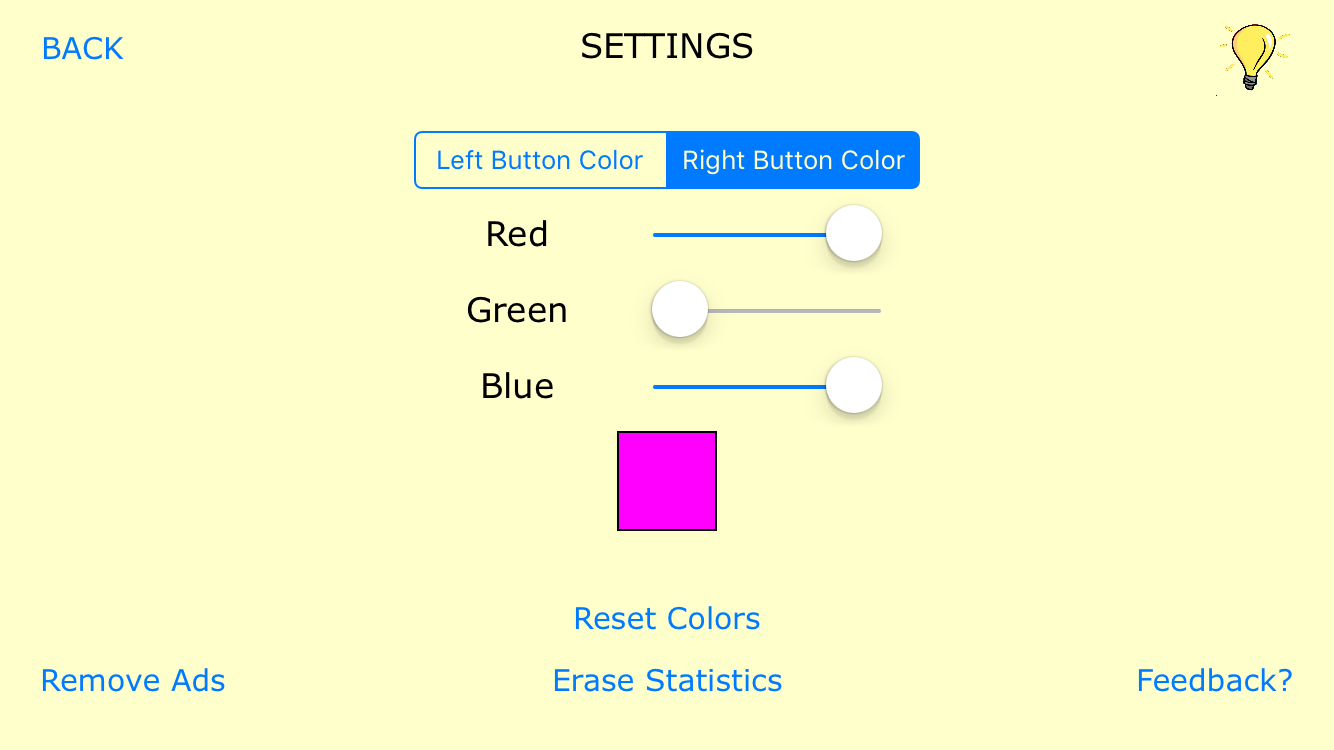 BACK
SETTINGS
Left Button Color
Right Button Color
Red
Green
Blue
Reset Colors
Remove Ads
Erase Statistics
Feedback?